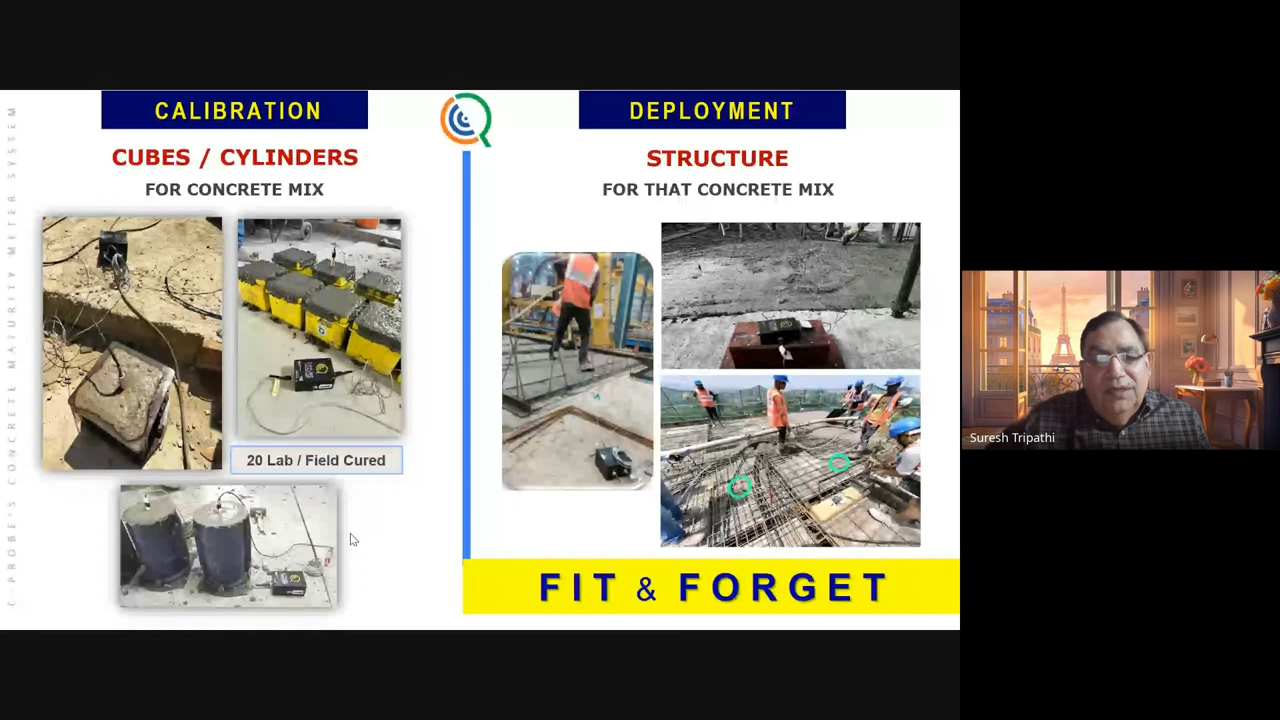 C-PROBE'S CONCRETE MATURITY METER SYSTEM
CALIBRATION
CUBES / CYLINDERS
FOR CONCRETE MIX
20 Lab / Field Cured
DEPLOYMENT
STRUCTURE
FOR THAT CONCRETE MIX
FIT & FORGET
Suresh Tripathi